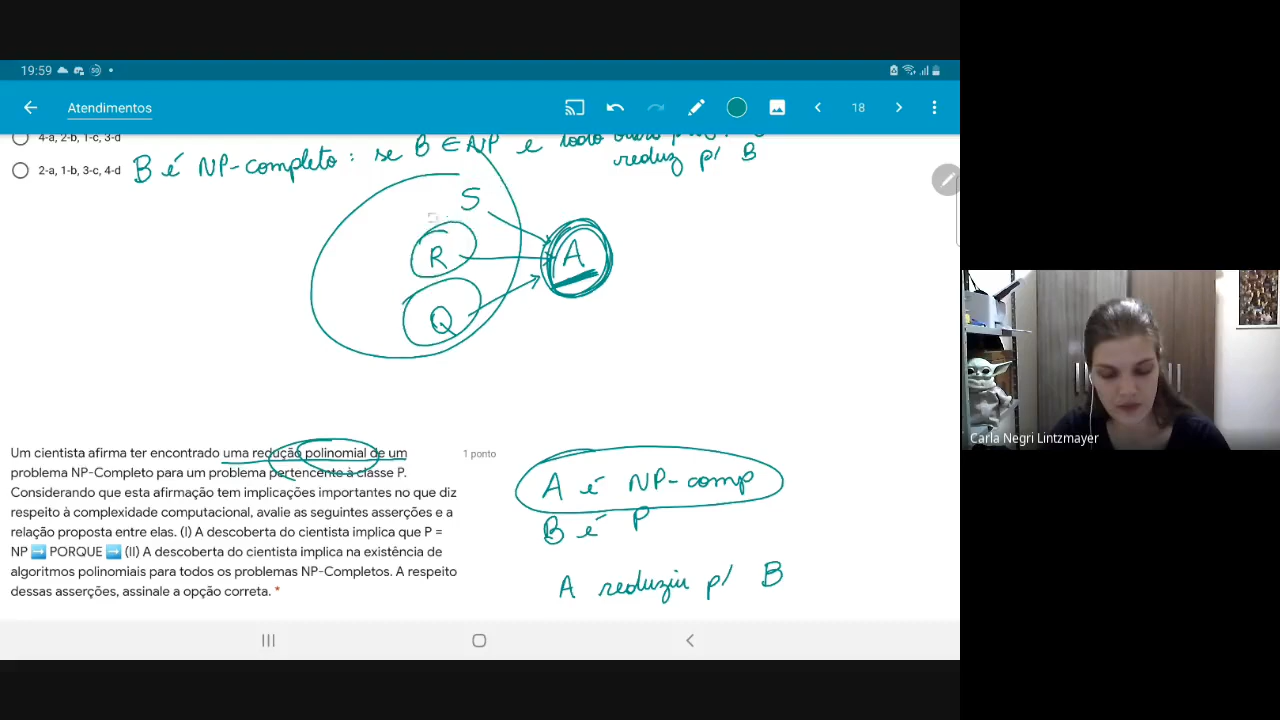 19:59
Atendimentos
18
4-a, 2-b, 1-c, 3-d
B é NP-completo: se B ∈ NP e todo outro
reduz p/ B
2-a, 1-b, 3-c, 4-d
S
R
A
Q
Um cientista afirma ter encontrado uma redução polinomial de um
1 ponto
problema NP-Completo para um problema pertencente à classe P.
Considerando que esta afirmação tem implicações importantes no que diz
respeito à complexidade computacional, avalie as seguintes asserções e a
relação proposta entre elas. (I) A descoberta do cientista implica que P =
NP ➡ PORQUE ➡ (II) A descoberta do cientista implica na existência de
algoritmos polinomiais para todos os problemas NP-Completos. A respeito
dessas asserções, assinale a opção correta. *
A é NP-comp
B é P
A reduziu p/ B
Carla Negri Lintzmayer